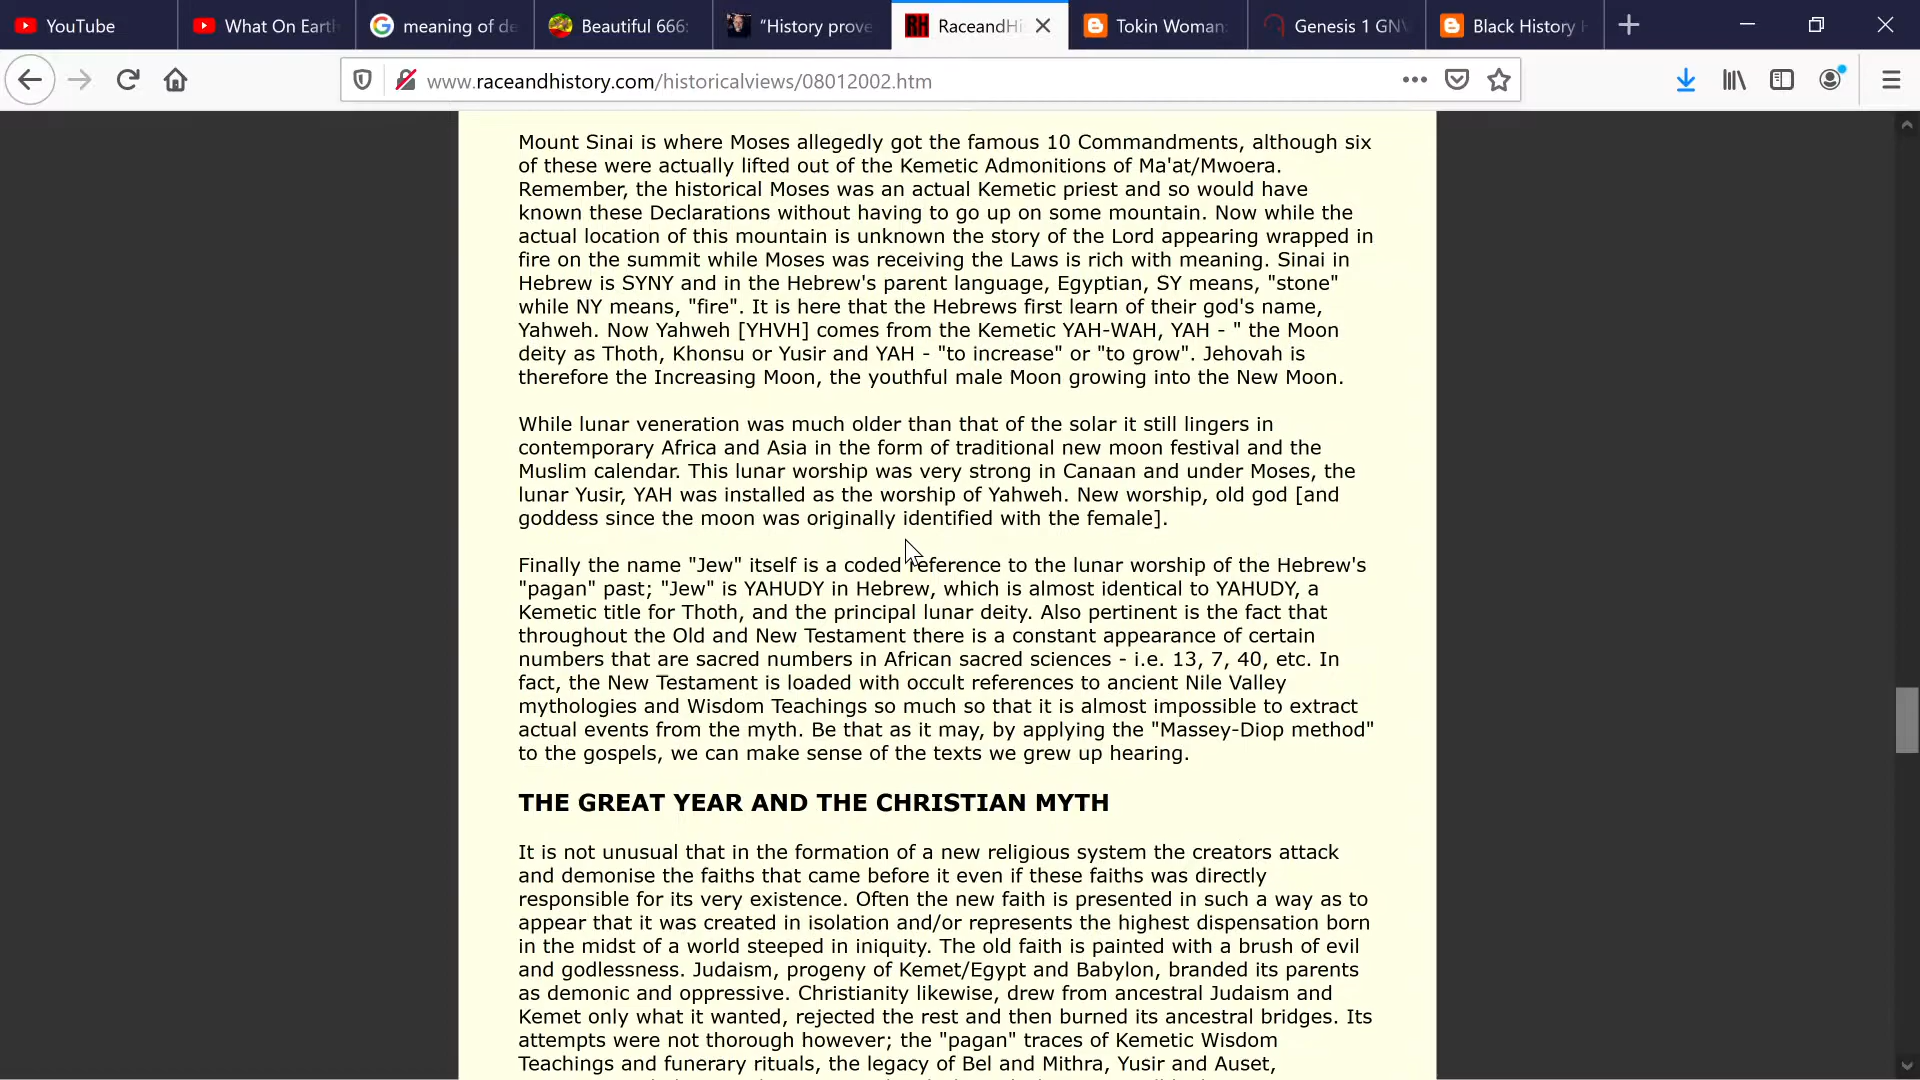 YouTube
What On Earth
meaning of de
Beautiful 666:
"History prove
RaceandHi
Tokin Woman:
Genesis 1 GNV
Black History H
www.raceandhistory.com/historicalviews/08012002.htm
Mount Sinai is where Moses allegedly got the famous 10 Commandments, although six
of these were actually lifted out of the Kemetic Admonitions of Ma'at/Mwoera.
Remember, the historical Moses was an actual Kemetic priest and so would have
known these Declarations without having to go up on some mountain. Now while the
actual location of this mountain is unknown the story of the Lord appearing wrapped in
fire on the summit while Moses was receiving the Laws is rich with meaning. Sinai in
Hebrew is SYNY and in the Hebrew's parent language, Egyptian, SY means, "stone"
while NY means, "fire". It is here that the Hebrews first learn of their god's name,
Yahweh. Now Yahweh [YHVH] comes from the Kemetic YAH-WAH, YAH - " the Moon
deity as Thoth, Khonsu or Yusir and YAH - "to increase" or "to grow". Jehovah is
therefore the Increasing Moon, the youthful male Moon growing into the New Moon.
While lunar veneration was much older than that of the solar it still lingers in
contemporary Africa and Asia in the form of traditional new moon festival and the
Muslim calendar. This lunar worship was very strong in Canaan and under Moses, the
lunar Yusir, YAH was installed as the worship of Yahweh. New worship, old god [and
goddess since the moon was originally identified with the female].
Finally the name "Jew" itself is a coded reference to the lunar worship of the Hebrew's
"pagan" past; "Jew" is YAHUDY in Hebrew, which is almost identical to YAHUDY, a
Kemetic title for Thoth, and the principal lunar deity. Also pertinent is the fact that
throughout the Old and New Testament there is a constant appearance of certain
numbers that are sacred numbers in African sacred sciences - i.e. 13, 7, 40, etc. In
fact, the New Testament is loaded with occult references to ancient Nile Valley
mythologies and Wisdom Teachings so much so that it is almost impossible to extract
actual events from the myth. Be that as it may, by applying the "Massey-Diop method"
to the gospels, we can make sense of the texts we grew up hearing.
THE GREAT YEAR AND THE CHRISTIAN MYTH
It is not unusual that in the formation of a new religious system the creators attack
and demonise the faiths that came before it even if these faiths was directly
responsible for its very existence. Often the new faith is presented in such a way as to
appear that it was created in isolation and/or represents the highest dispensation born
in the midst of a world steeped in iniquity. The old faith is painted with a brush of evil
and godlessness. Judaism, progeny of Kemet/Egypt and Babylon, branded its parents
as demonic and oppressive. Christianity likewise, drew from ancestral Judaism and
Kemet only what it wanted, rejected the rest and then burned its ancestral bridges. Its
attempts were not thorough however; the "pagan" traces of Kemetic Wisdom
Teachings and funerary rituals, the legacy of Bel and Mithra, Yusir and Auset,